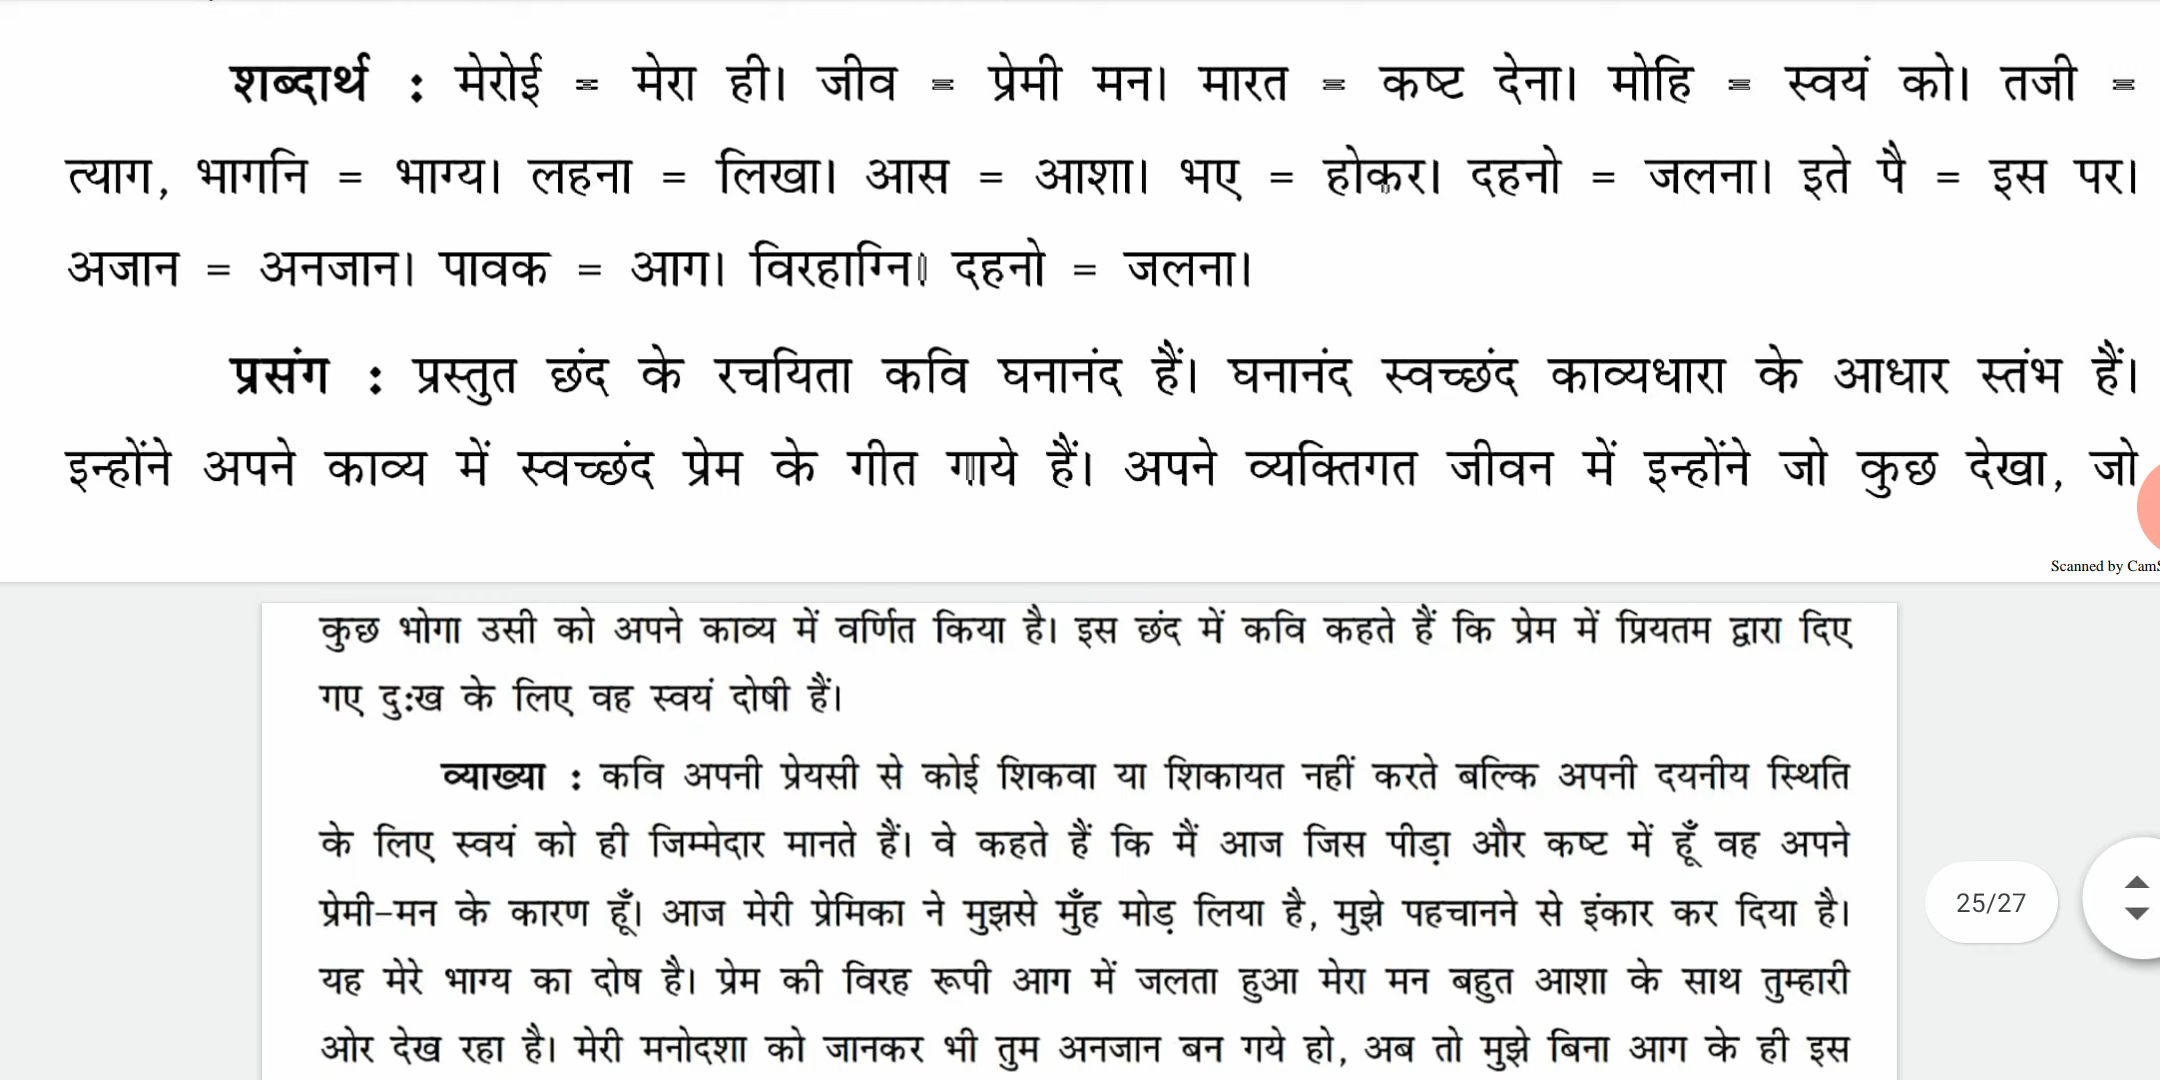 शब्दार्थ : मेरोई = मेरा ही। जीव = प्रेमी मन। मारत = कष्ट देना। मोहि = स्वयं को। तजी =
त्याग, भागनि = भाग्य। लहना = लिखा। आस = आशा। भए = होकर। दहनो = जलना। इते पै = इस पर।
अजान = अनजान। पावक = आग। विरहाग्नि। दहनो = जलना।
प्रसंग : प्रस्तुत छंद के रचयिता कवि घनानंद हैं। घनानंद स्वच्छंद काव्यधारा के आधार स्तंभ हैं।
इन्होंने अपने काव्य में स्वच्छंद प्रेम के गीत गाये हैं। अपने व्यक्तिगत जीवन में इन्होंने जो कुछ देखा, जो
Scanned by
कुछ भोगा उसी को अपने काव्य में वर्णित किया है। इस छंद में कवि कहते हैं कि प्रेम में प्रियतम द्वारा दिए
गए दुःख के लिए वह स्वयं दोषी हैं।
व्याख्या : कवि अपनी प्रेयसी से कोई शिकवा या शिकायत नहीं करते बल्कि अपनी दयनीय स्थिति
के लिए स्वयं को ही जिम्मेदार मानते हैं। वे कहते हैं कि मैं आज जिस पीड़ा और कष्ट में हूँ वह अपने
प्रेमी-मन के कारण हूँ। आज मेरी प्रेमिका ने मुझसे मुँह मोड़ लिया है, मुझे पहचानने से इंकार कर दिया है।
यह मेरे भाग्य का दोष है। प्रेम की विरह रूपी आग में जलता हुआ मेरा मन बहुत आशा के साथ तुम्हारी
ओर देख रहा है। मेरी मनोदशा को जानकर भी तुम अनजान बन गये हो, अब तो मुझे बिना आग के ही इस
25/27